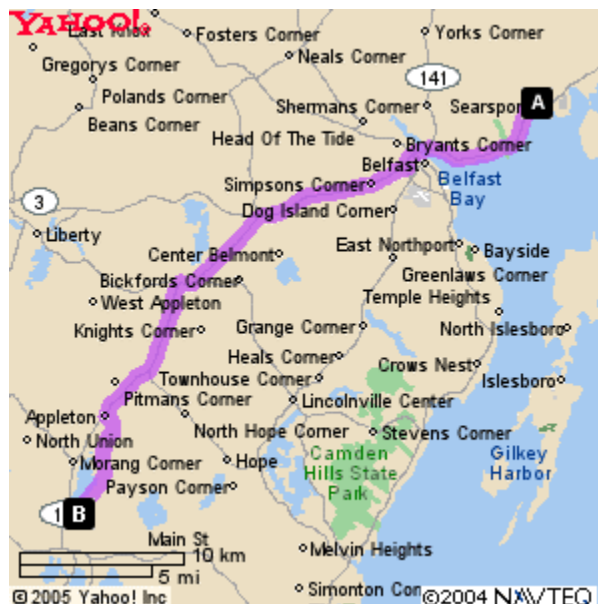 YAHOO!
East Knox
Fosters Corner
Yorks Corner
Neals Corner
Gregorys Corner
141
Polands Corner
Shermans Corner
Searsport
A
Beans Corner
Head Of The Tide
Bryants Corner
Belfast
Simpsons Corner
Belfast
Bay
3
Dog Island Corner
Liberty
East Northport
Bayside
Center Belmont
Greenlaws Corner
Bickfords Corner
Temple Heights
West Appleton
Knights Corner
Grange Corner
North Islesboro
Heals Corner
Crows Nest
Townhouse Corner
Islesboro
Pitmans Corner
Lincolnville Center
Appleton
North Hope Corner
Stevens Corner
North Union
Camden
Hills State
Park
Gilkey
Harbor
Morang Corner
Hope
Payson Corner
1
B
Main St
10 km
Melvin Heights
5 mi
Simonton Corn
© 2005 Yahoo! Inc
©2004 NAVTEQ